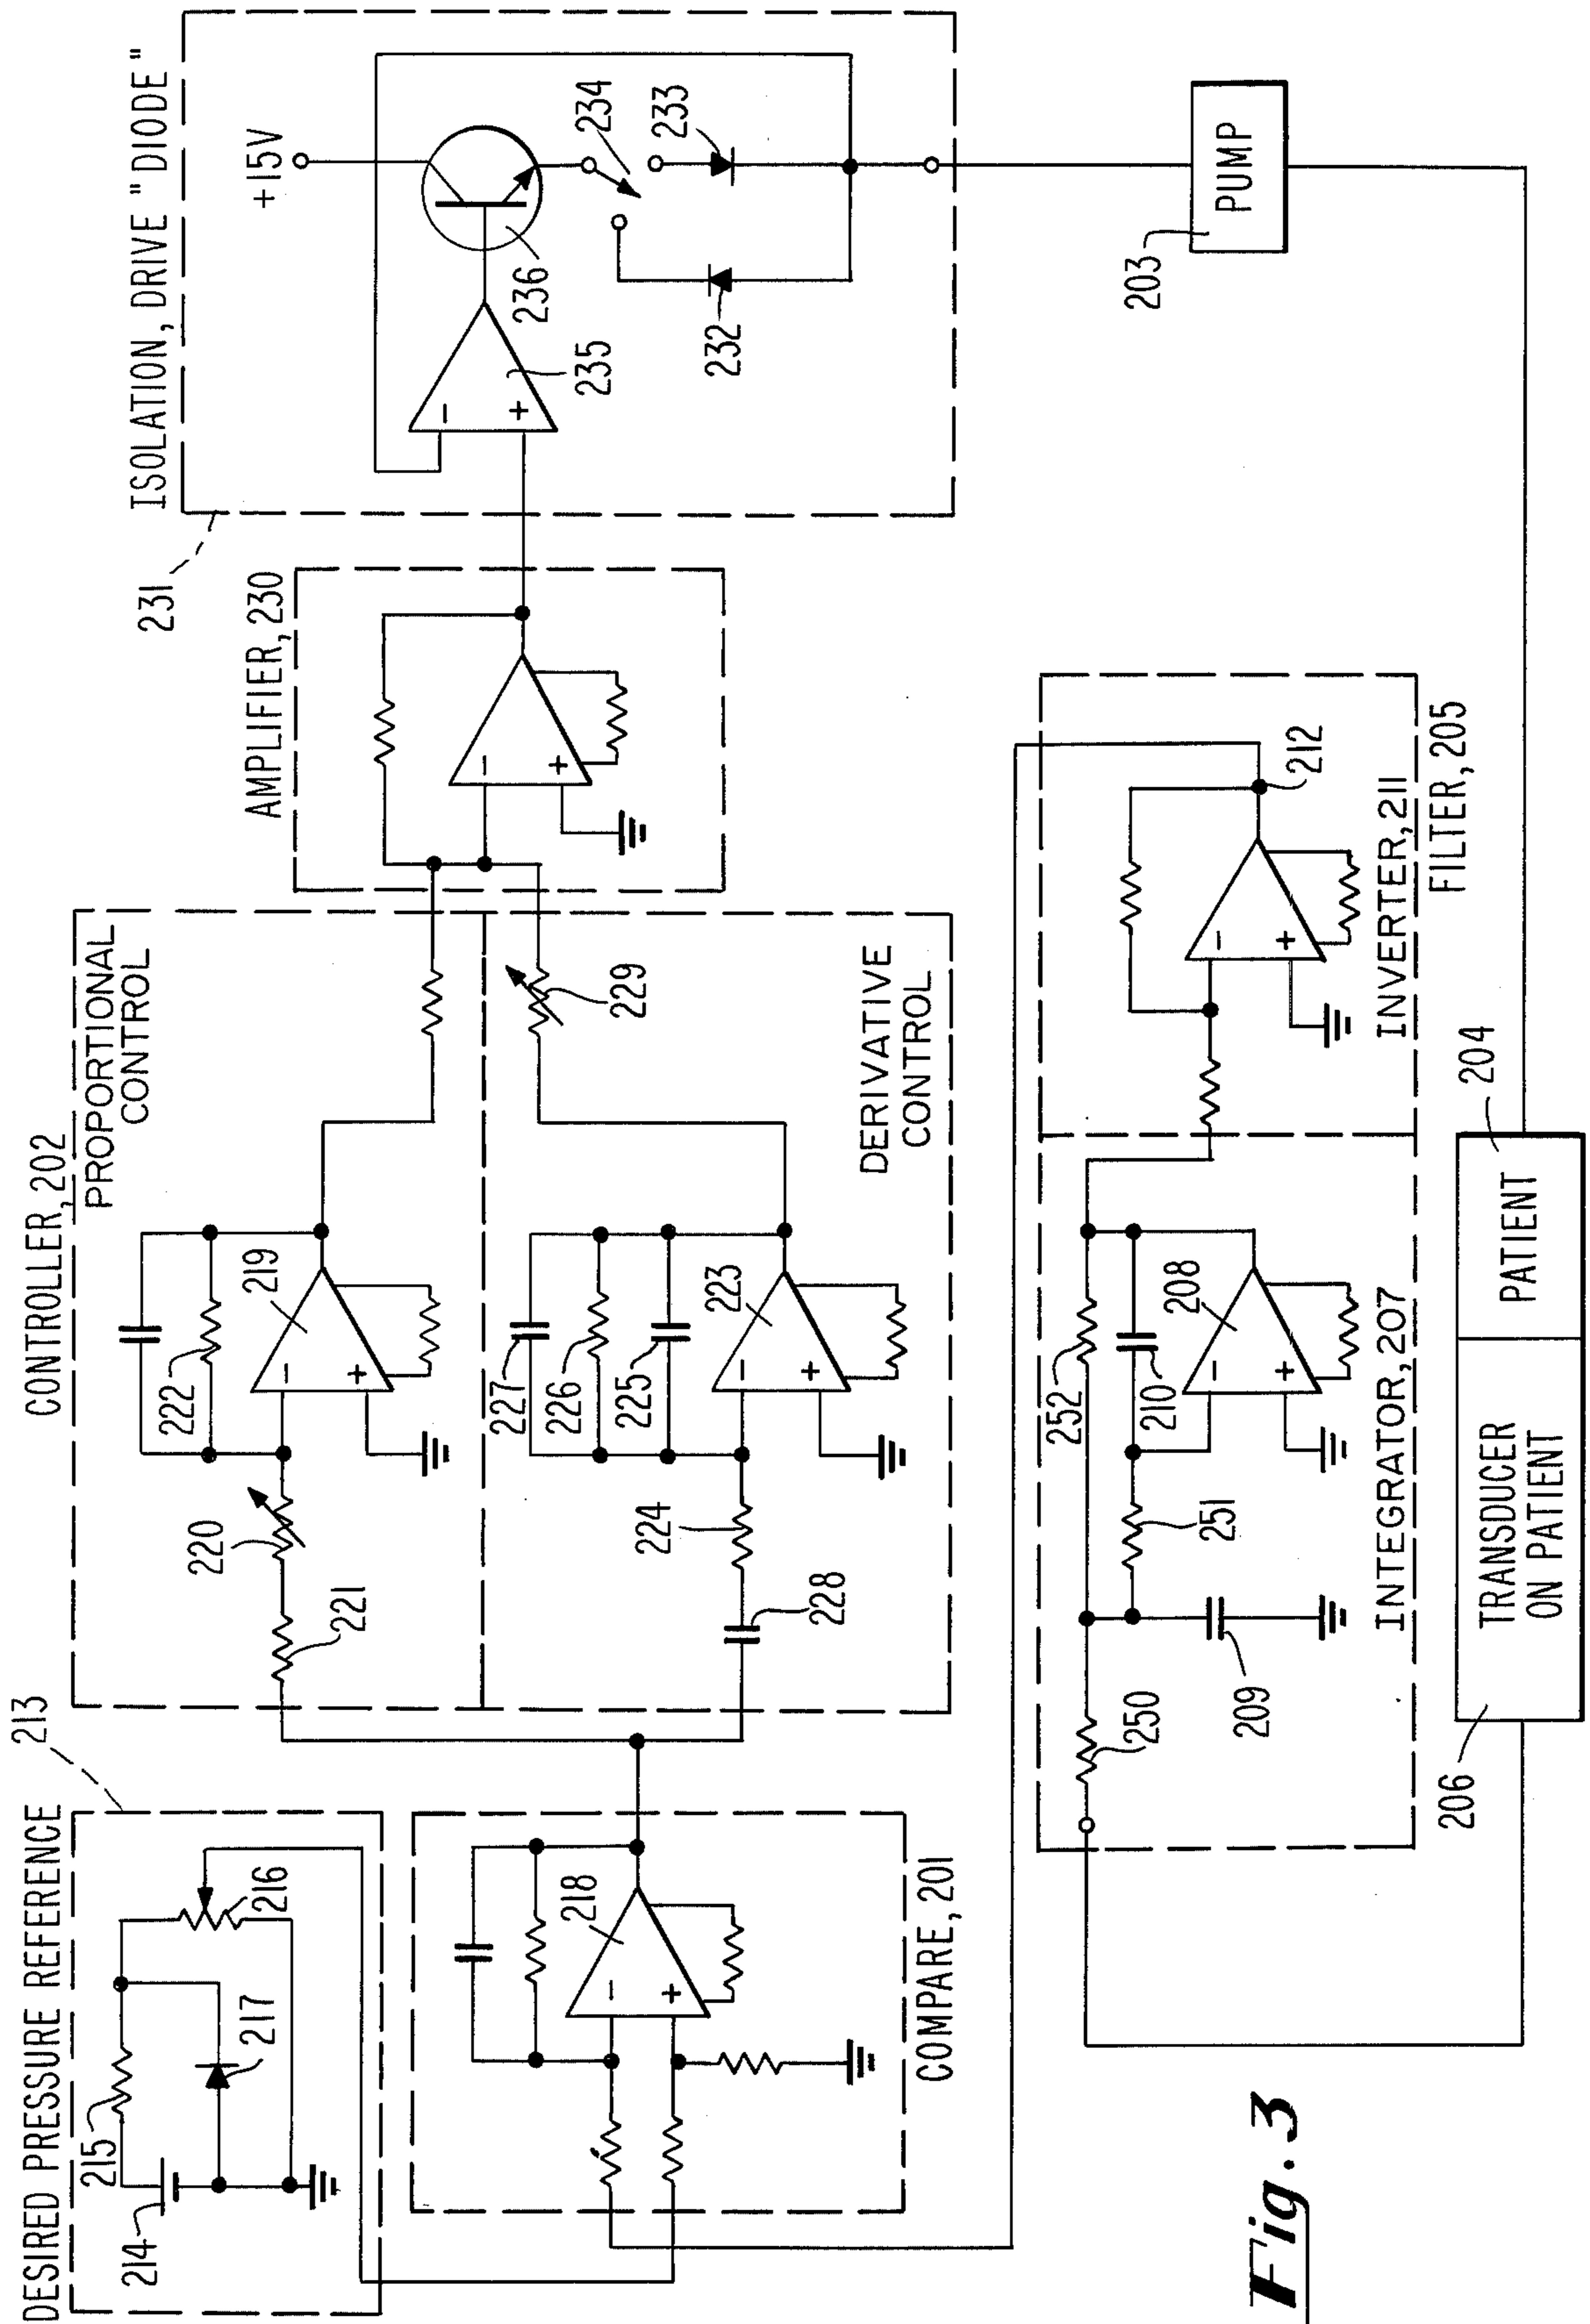 DESIRED PRESSURE REFERENCE
213
214
215
216
217
COMPARE, 201
218
-
+
CONTROLLER, 202
PROPORTIONAL
CONTROL
219
220
221
222
-
+
DERIVATIVE
CONTROL
223
224
225
226
227
228
229
-
+
AMPLIFIER, 230
-
+
ISOLATION, DRIVE "DIODE"
231
+15V
232
233
234
235
236
-
+
PUMP
203
FILTER, 205
INTEGRATOR, 207
208
209
210
250
251
252
-
+
INVERTER, 211
212
-
+
TRANSDUCER
ON PATIENT
206
PATIENT
204
Fig. 3